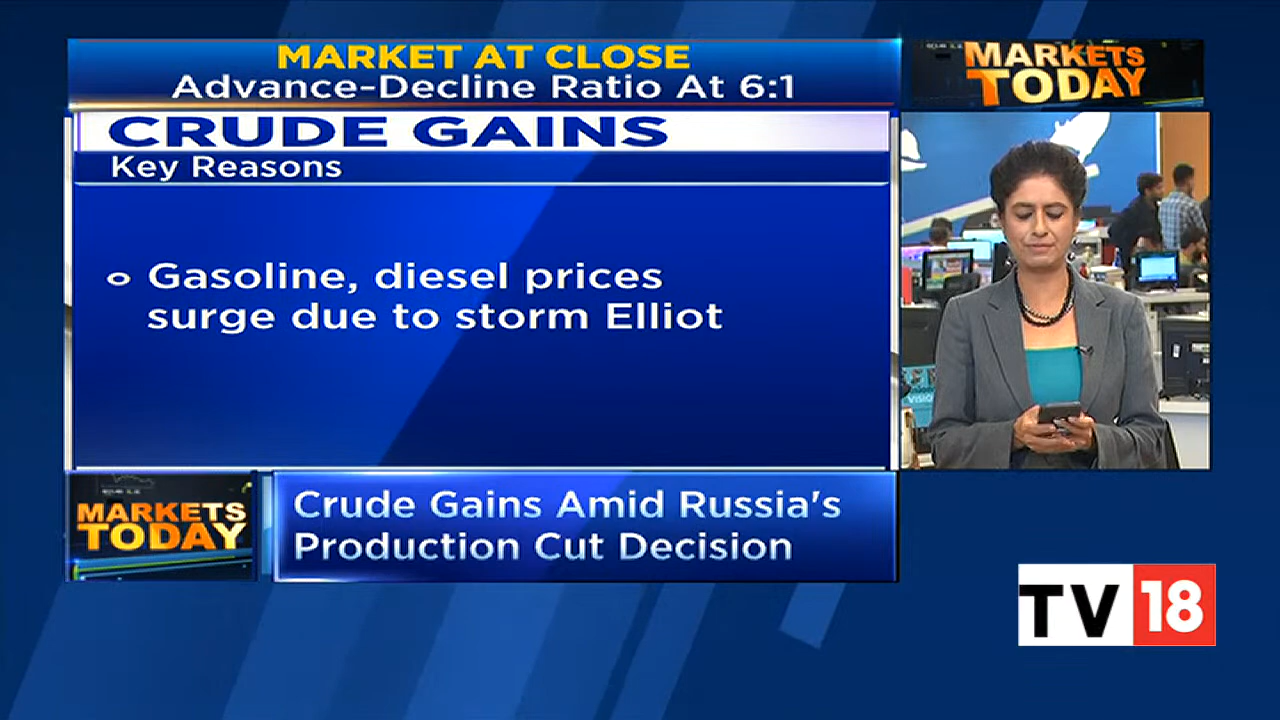 MARKET AT CLOSE
Advance-Decline Ratio At 6:1
MARKETS
TODAY
CRUDE GAINS
Key Reasons
Gasoline, diesel prices
surge due to storm Elliot
MARKETS
TODAY
Crude Gains Amid Russia's
Production Cut Decision
TV18